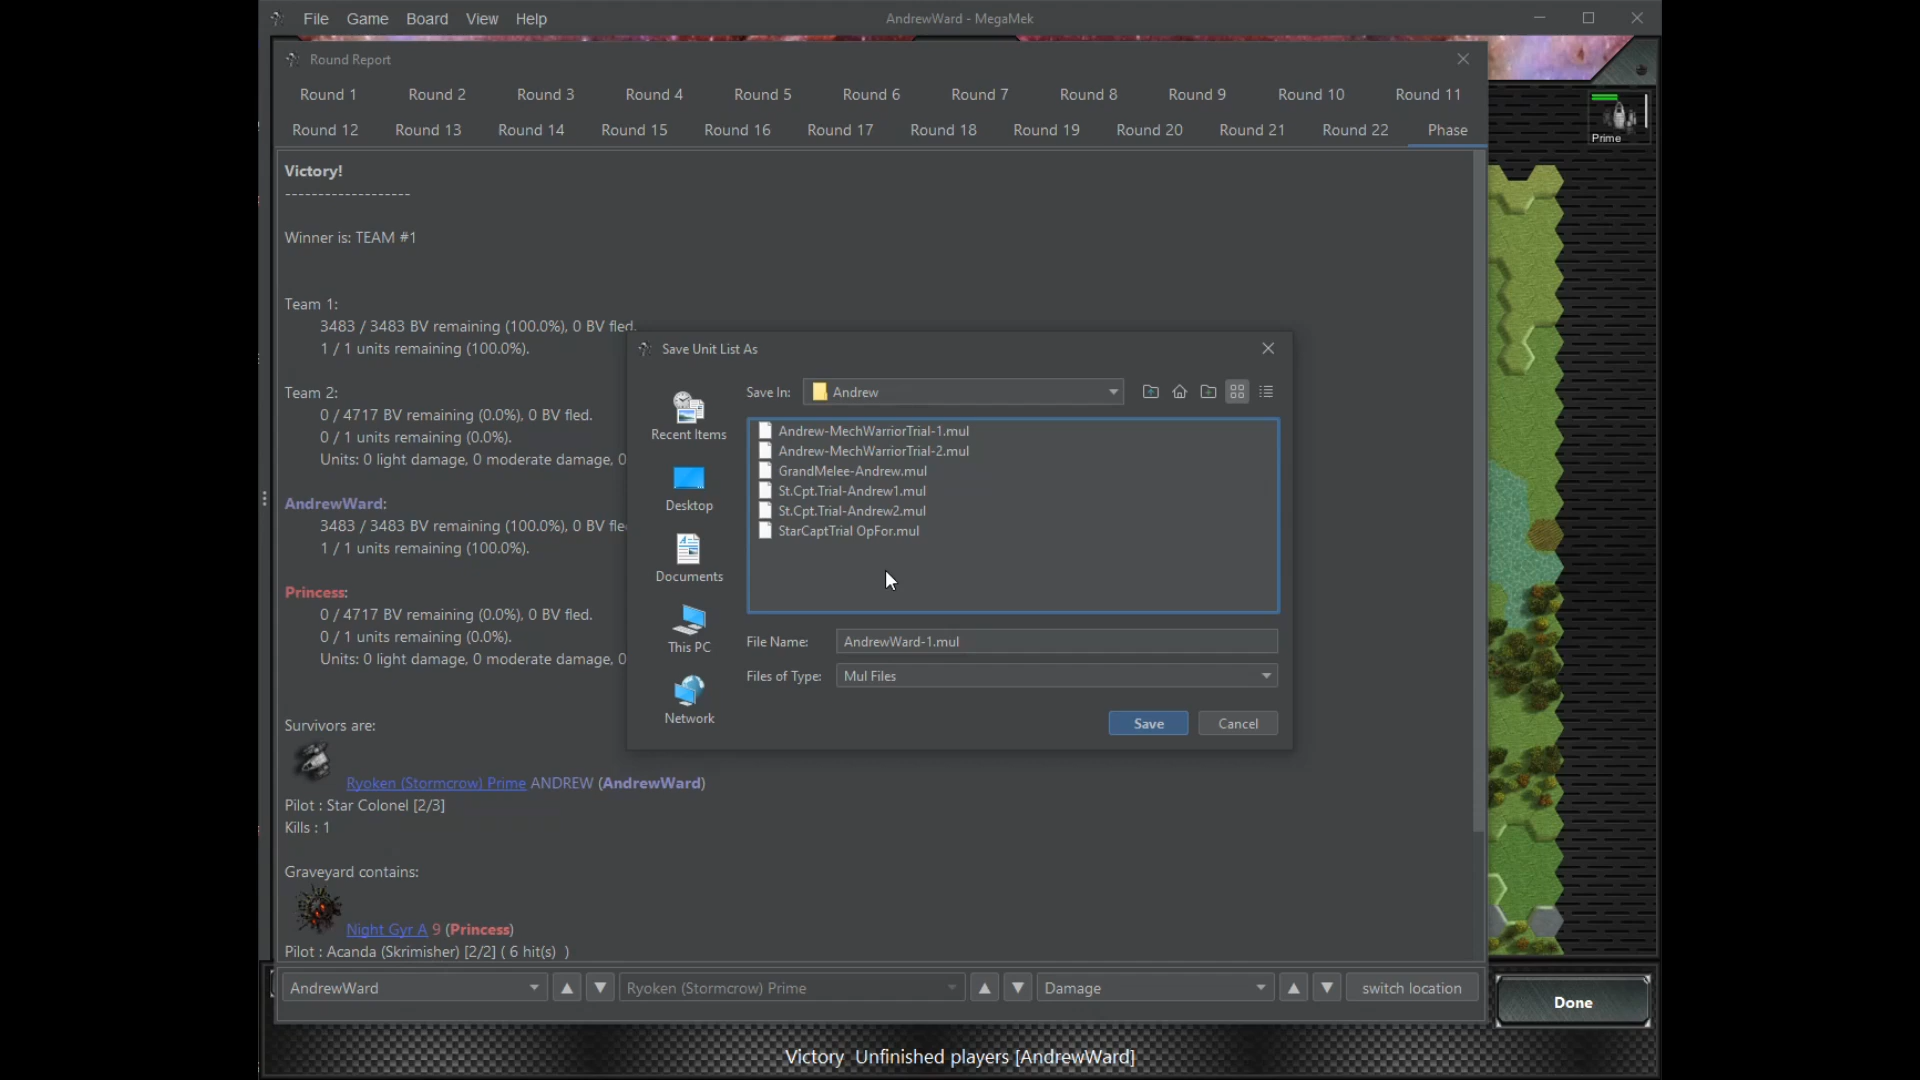 File Game Board View Help
AndrewWard - MegaMek
Round Report
Round 1 Round 2 Round 3 Round 4 Round 5 Round 6 Round 7 Round 8 Round 9 Round 10 Round 11
Round 12 Round 13 Round 14 Round 15 Round 16 Round 17 Round 18 Round 19 Round 20 Round 21 Round 22 Phase
Prime
Victory!
-------------------
Winner is: TEAM #1
Team 1:
3483 / 3483 BV remaining (100.0%), 0 BV fled.
1 / 1 units remaining (100.0%).
Team 2:
0 / 4717 BV remaining (0.0%), 0 BV fled.
0 / 1 units remaining (0.0%).
Units: 0 light damage, 0 moderate damage, 0
AndrewWard:
3483 / 3483 BV remaining (100.0%), 0 BV fle
1 / 1 units remaining (100.0%).
Princess:
0 / 4717 BV remaining (0.0%), 0 BV fled.
0 / 1 units remaining (0.0%).
Units: 0 light damage, 0 moderate damage, 0
Survivors are:
Ryoken (Stormcrow) Prime ANDREW (AndrewWard)
Pilot : Star Colonel [2/3]
Kills : 1
Graveyard contains:
Night Gyr A 9 (Princess)
Pilot : Acanda (Skrimisher) [2/2] ( 6 hit(s) )
Save Unit List As
Save In: Andrew
Recent Items
Desktop
Documents
This PC
Network
Andrew-MechWarriorTrial-1.mul
Andrew-MechWarriorTrial-2.mul
GrandMelee-Andrew.mul
St.Cpt.Trial-Andrew1.mul
St.Cpt.Trial-Andrew2.mul
StarCaptTrial OpFor.mul
File Name: AndrewWard-1.mul
Files of Type: Mul Files
Save Cancel
AndrewWard Ryoken (Stormcrow) Prime Damage switch location
Done
Victory Unfinished players [AndrewWard]